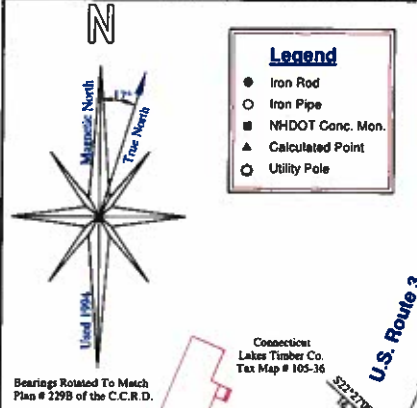 N
17°
Magnetic North
True North
Used 1994
Bearings Rotated To Match
Plan # 229B of the C.C.R.D.
Legend
Iron Rod
Iron Pipe
NHDOT Conc. Mon.
Calculated Point
Utility Pole
Connecticut
Lakes Timber Co.
Tax Map # 105-36
U.S. Route 3